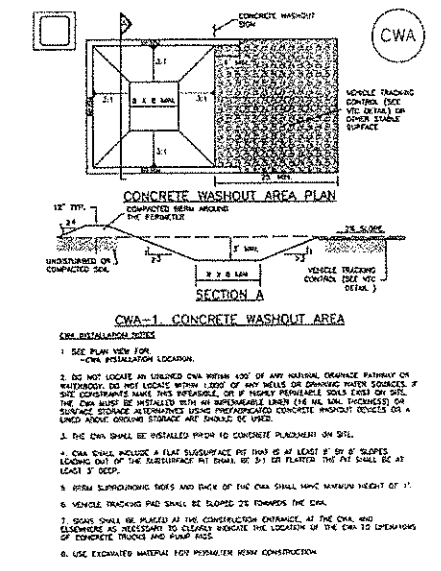 CONCRETE WASHOUT
SIGN
CWA
3:1
8 X 8 MIN.
3:1
3:1
3:1
VEHICLE TRACKING
CONTROL (SEE
VTC DETAIL) OR
OTHER STABLE
SURFACE
CONCRETE WASHOUT AREA PLAN
12" TYP.
COMPACTED BERM AROUND
THE PERIMETER
2% SLOPE
3' MIN.
UNDISTURBED OR
COMPACTED SOIL
8 X 8 MIN
VEHICLE TRACKING
CONTROL (SEE VTC
DETAIL )
SECTION A
CWA-1. CONCRETE WASHOUT AREA
CWA INSTALLATION NOTES
1. SEE PLAN VIEW FOR
-CWA INSTALLATION LOCATION.
2. DO NOT LOCATE AN UNLINED CWA WITHIN 400' OF ANY NATURAL DRAINAGE PATHWAY OR
WATERBODY. DO NOT LOCATE WITHIN 1,000' OF ANY WELLS OR DRINKING WATER SOURCES. IF
SITE CONSTRAINTS MAKE THIS INFEASIBLE, OR IF HIGHLY PERMEABLE SOILS EXIST ON SITE,
THE CWA MUST BE INSTALLED WITH AN IMPERMEABLE LINER (16 MIL MIN. THICKNESS) OR
SURFACE STORAGE ALTERNATIVES USING PREFABRICATED CONCRETE WASHOUT DEVICES OR A
LINED ABOVE GROUND STORAGE ARE SHOULD BE USED.
3. THE CWA SHALL BE INSTALLED PRIOR TO CONCRETE PLACEMENT ON SITE.
4. CWA SHALL INCLUDE A FLAT SUBSURFACE PIT THAT IS AT LEAST 8' BY 8' SLOPES
LEADING OUT OF THE SUBSURFACE PIT SHALL BE 3:1 OR FLATTER THE PIT SHALL BE AT
LEAST 3' DEEP.
5. BERM SURROUNDING SIDES AND BACK OF THE CWA SHALL HAVE MINIMUM HEIGHT OF 1'.
6. VEHICLE TRACKING PAD SHALL BE SLOPED 2% TOWARDS THE CWA.
7. SIGNS SHALL BE PLACED AT THE CONSTRUCTION ENTRANCE, AT THE CWA, AND
ELSEWHERE AS NECESSARY TO CLEARLY INDICATE THE LOCATION OF THE CWA TO OPERATORS
OF CONCRETE TRUCKS AND PUMP RIGS.
8. USE EXCAVATED MATERIAL FOR PERIMETER BERM CONSTRUCTION.